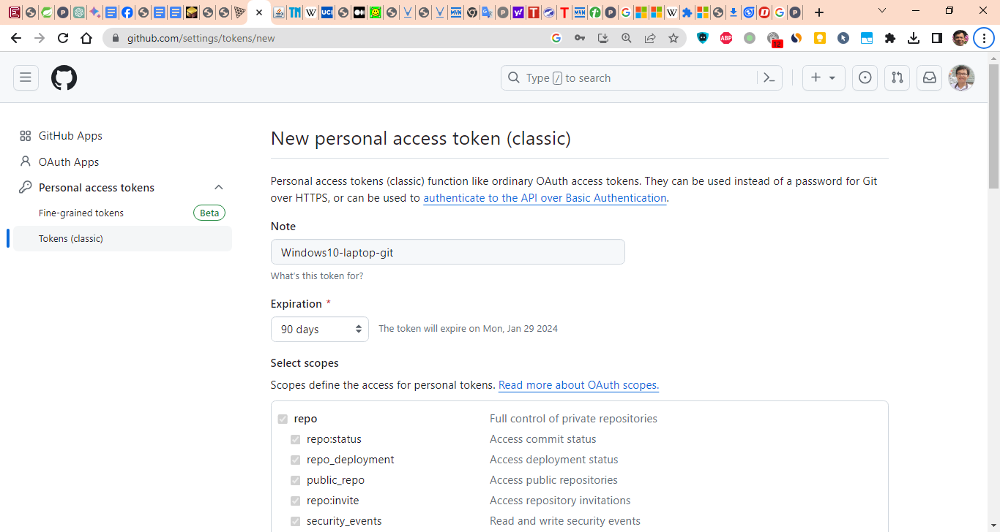 github.com/settings/tokens/new
12
Type / to search
GitHub Apps
OAuth Apps
Personal access tokens
Fine-grained tokens
Beta
Tokens (classic)
New personal access token (classic)
Personal access tokens (classic) function like ordinary OAuth access tokens. They can be used instead of a password for Git
over HTTPS, or can be used to authenticate to the API over Basic Authentication.
Note
Windows10-laptop-git
What's this token for?
Expiration *
90 days
The token will expire on Mon, Jan 29 2024
Select scopes
Scopes define the access for personal tokens. Read more about OAuth scopes.
repo Full control of private repositories
repo:status Access commit status
repo_deployment Access deployment status
public_repo Access public repositories
repo:invite Access repository invitations
security_events Read and write security events